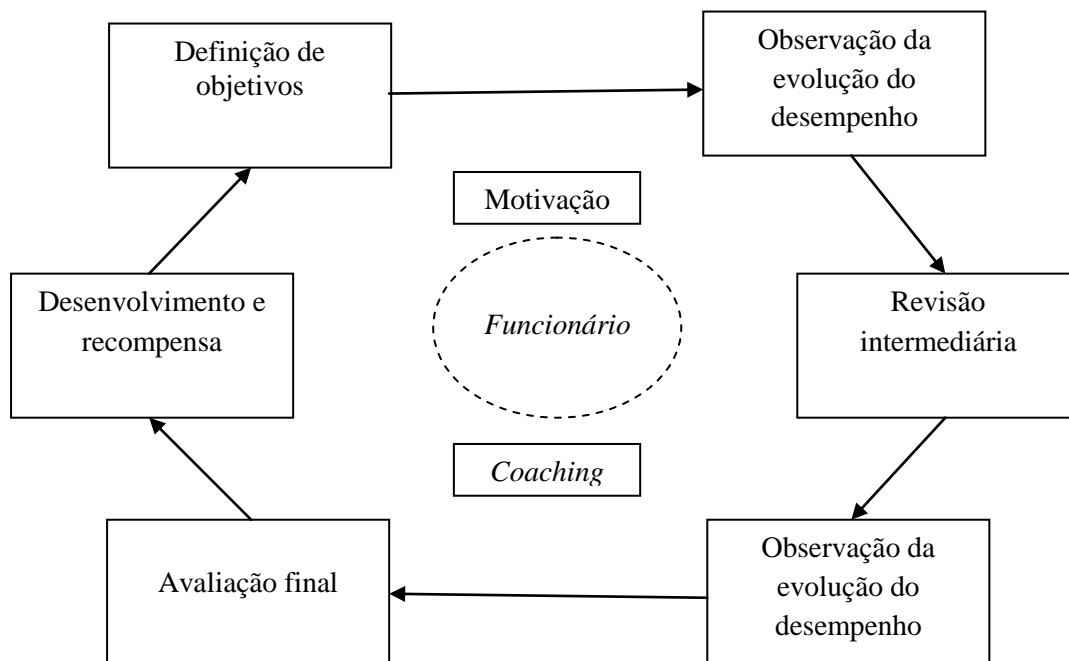 Definição de
objetivos
Observação da
evolução do
desempenho
Motivação
Desenvolvimento e
recompensa
Funcionário
Revisão
intermediária
Coaching
Avaliação final
Observação da
evolução do
desempenho